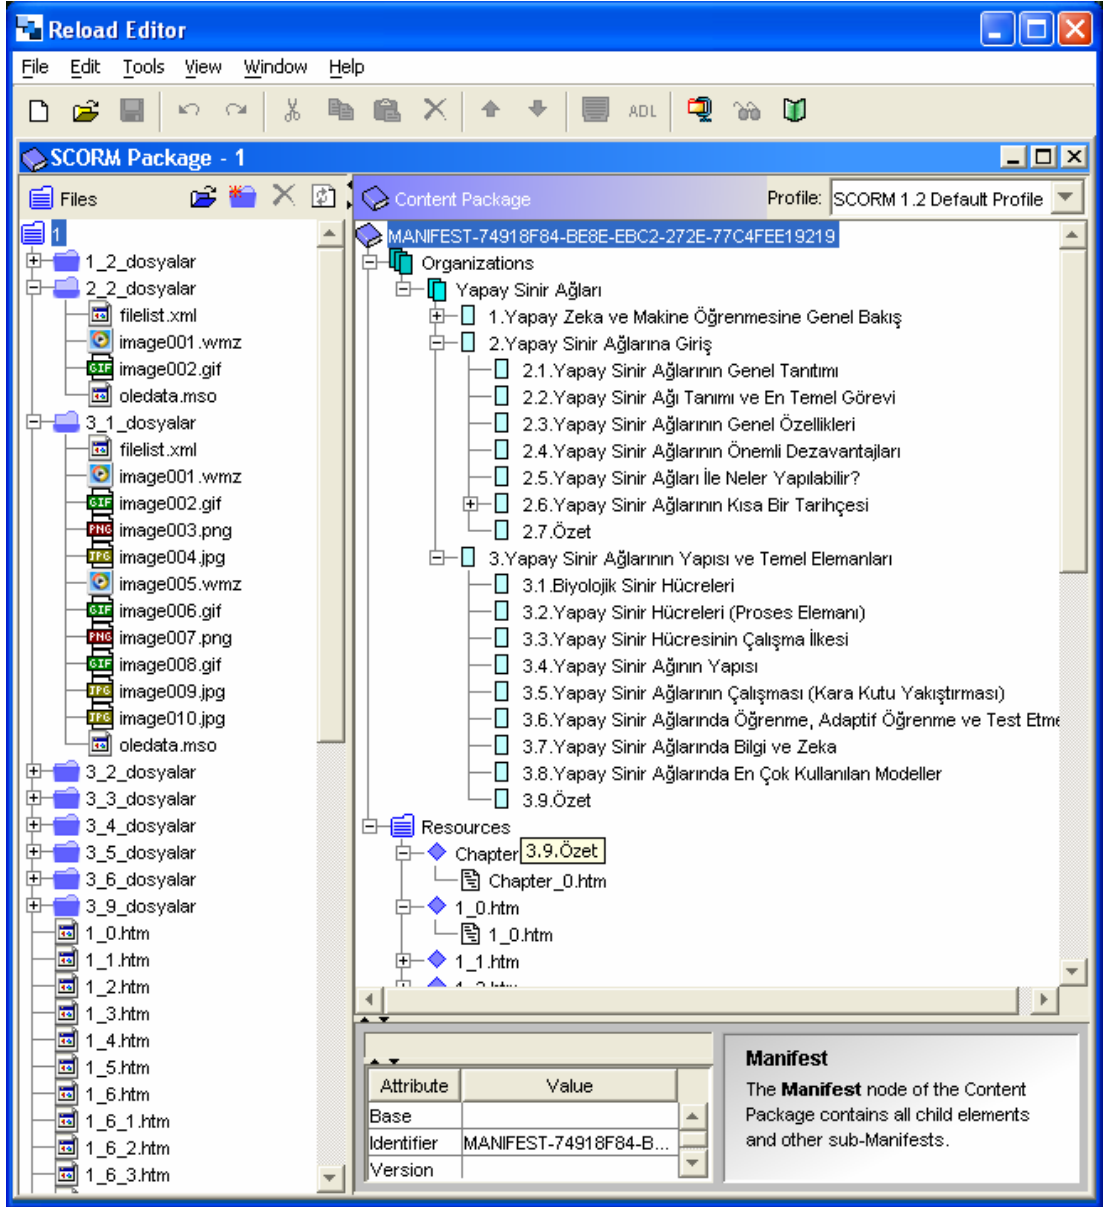 Reload Editor
File Edit Tools View Window Help
ADL
SCORM Package - 1
Files
Content Package
Profile: SCORM 1.2 Default Profile
1
1_2_dosyalar
2_2_dosyalar
filelist.xml
image001.wmz
GIF image002.gif
oledata.mso
3_1_dosyalar
filelist.xml
image001.wmz
GIF image002.gif
PNG image003.png
JPG image004.jpg
image005.wmz
GIF image006.gif
PNG image007.png
GIF image008.gif
JPG image009.jpg
JPG image010.jpg
oledata.mso
3_2_dosyalar
3_3_dosyalar
3_4_dosyalar
3_5_dosyalar
3_6_dosyalar
3_9_dosyalar
1_0.htm
1_1.htm
1_2.htm
1_3.htm
1_4.htm
1_5.htm
1_6.htm
1_6_1.htm
1_6_2.htm
1_6_3.htm
MANIFEST-74918F84-BE8E-EBC2-272E-77C4FEE19219
Organizations
Yapay Sinir Ağları
1.Yapay Zeka ve Makine Öğrenmesine Genel Bakış
2.Yapay Sinir Ağlarına Giriş
2.1.Yapay Sinir Ağlarının Genel Tanıtımı
2.2.Yapay Sinir Ağı Tanımı ve En Temel Görevi
2.3.Yapay Sinir Ağlarının Genel Özellikleri
2.4.Yapay Sinir Ağlarının Önemli Dezavantajları
2.5.Yapay Sinir Ağları İle Neler Yapılabilir?
2.6.Yapay Sinir Ağlarının Kısa Bir Tarihçesi
2.7.Özet
3.Yapay Sinir Ağlarının Yapısı ve Temel Elemanları
3.1.Biyolojik Sinir Hücreleri
3.2.Yapay Sinir Hücreleri (Proses Elemanı)
3.3.Yapay Sinir Hücresinin Çalışma İlkesi
3.4.Yapay Sinir Ağının Yapısı
3.5.Yapay Sinir Ağlarının Çalışması (Kara Kutu Yakıştırması)
3.6.Yapay Sinir Ağlarında Öğrenme, Adaptif Öğrenme ve Test Etme
3.7.Yapay Sinir Ağlarında Bilgi ve Zeka
3.8.Yapay Sinir Ağlarında En Çok Kullanılan Modeller
3.9.Özet
Resources
Chapter 3.9.Özet
Chapter_0.htm
1_0.htm
1_0.htm
1_1.htm
Attribute Value
Base
Identifier MANIFEST-74918F84-B...
Version
Manifest
The Manifest node of the Content
Package contains all child elements
and other sub-Manifests.